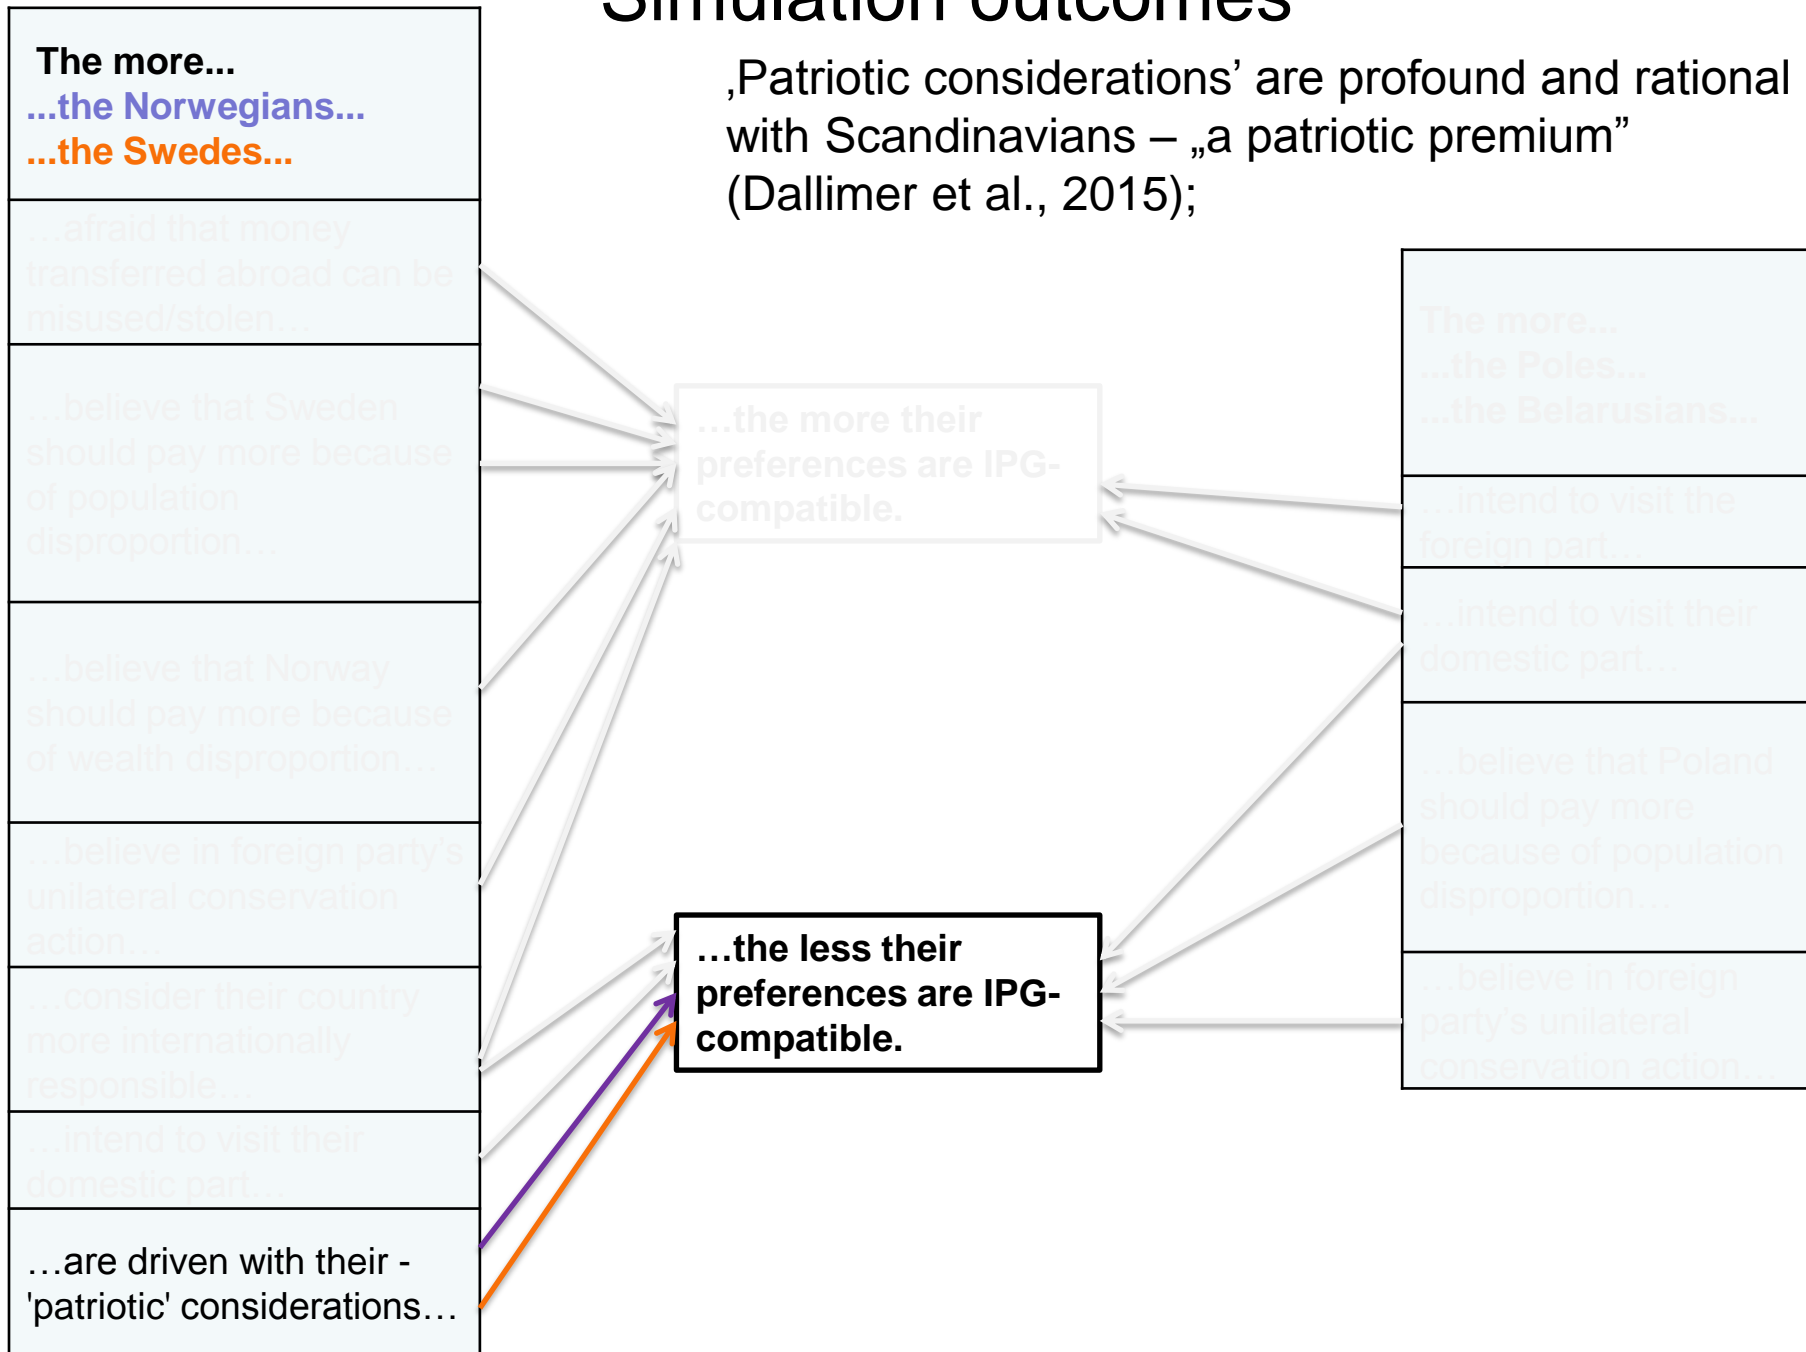 Simulation outcomes
The more...
...the Norwegians...
...the Swedes...
‚Patriotic considerations’ are profound and rational
with Scandinavians – „a patriotic premium”
(Dallimer et al., 2015);
…afraid that money
transferred abroad can be
misused/stolen…
…believe that Sweden
should pay more because
of population
disproportion…
…believe that Norway
should pay more because
of wealth disproportion…
…believe in foreign party's
unilateral conservation
action…
…consider their country
more internationally
responsible…
…intend to visit their
domestic part…
…are driven with their -
'patriotic' considerations…
…the more their
preferences are IPG-
compatible.
…the less their
preferences are IPG-
compatible.
The more...
...the Poles...
...the Belarusians...
…intend to visit the
foreign part…
…intend to visit their
domestic part…
…believe that Poland
should pay more
because of population
disproportion…
…believe in foreign
party's unilateral
conservation action…